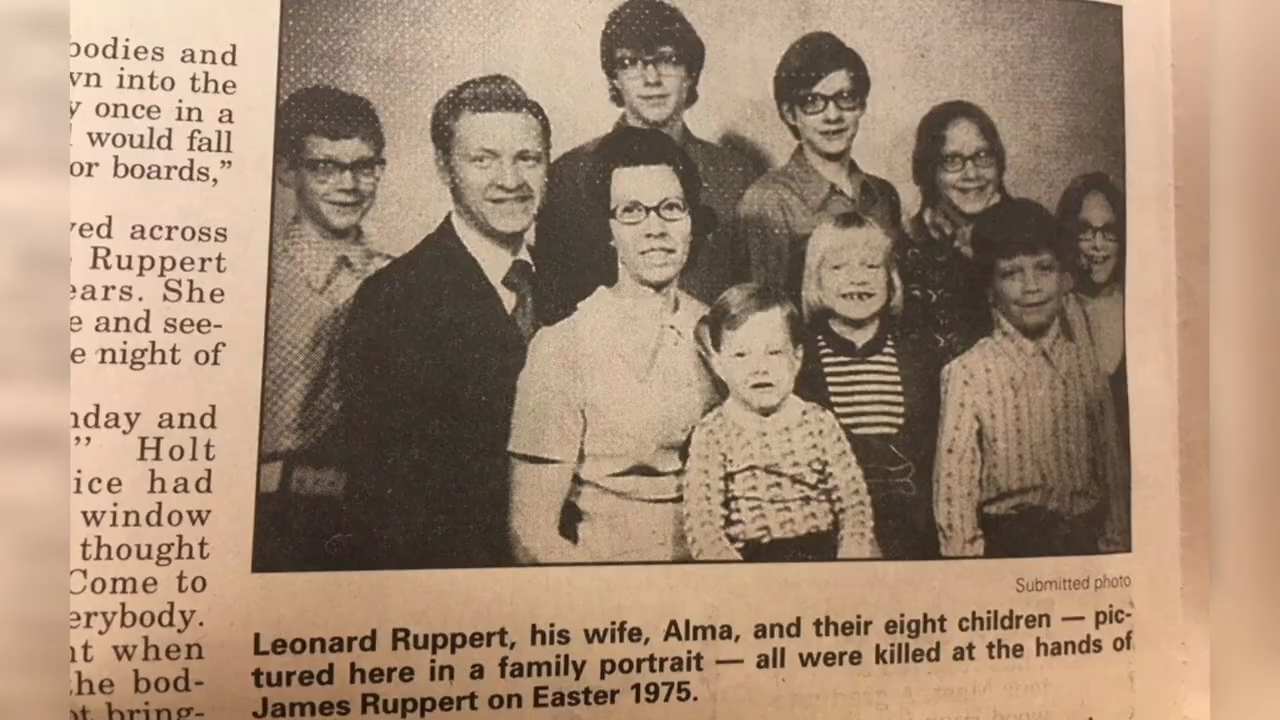 bodies and
wn into the
y once in a
would fall
or boards,”
ved across
Ruppert
ears. She
e and see-
e night of
nday and
” Holt
ice had
window
thought
Come to
erybody.
nt when
the bod-
ot bring-
Submitted photo
Leonard Ruppert, his wife, Alma, and their eight children — pic-
tured here in a family portrait — all were killed at the hands of
James Ruppert on Easter 1975.